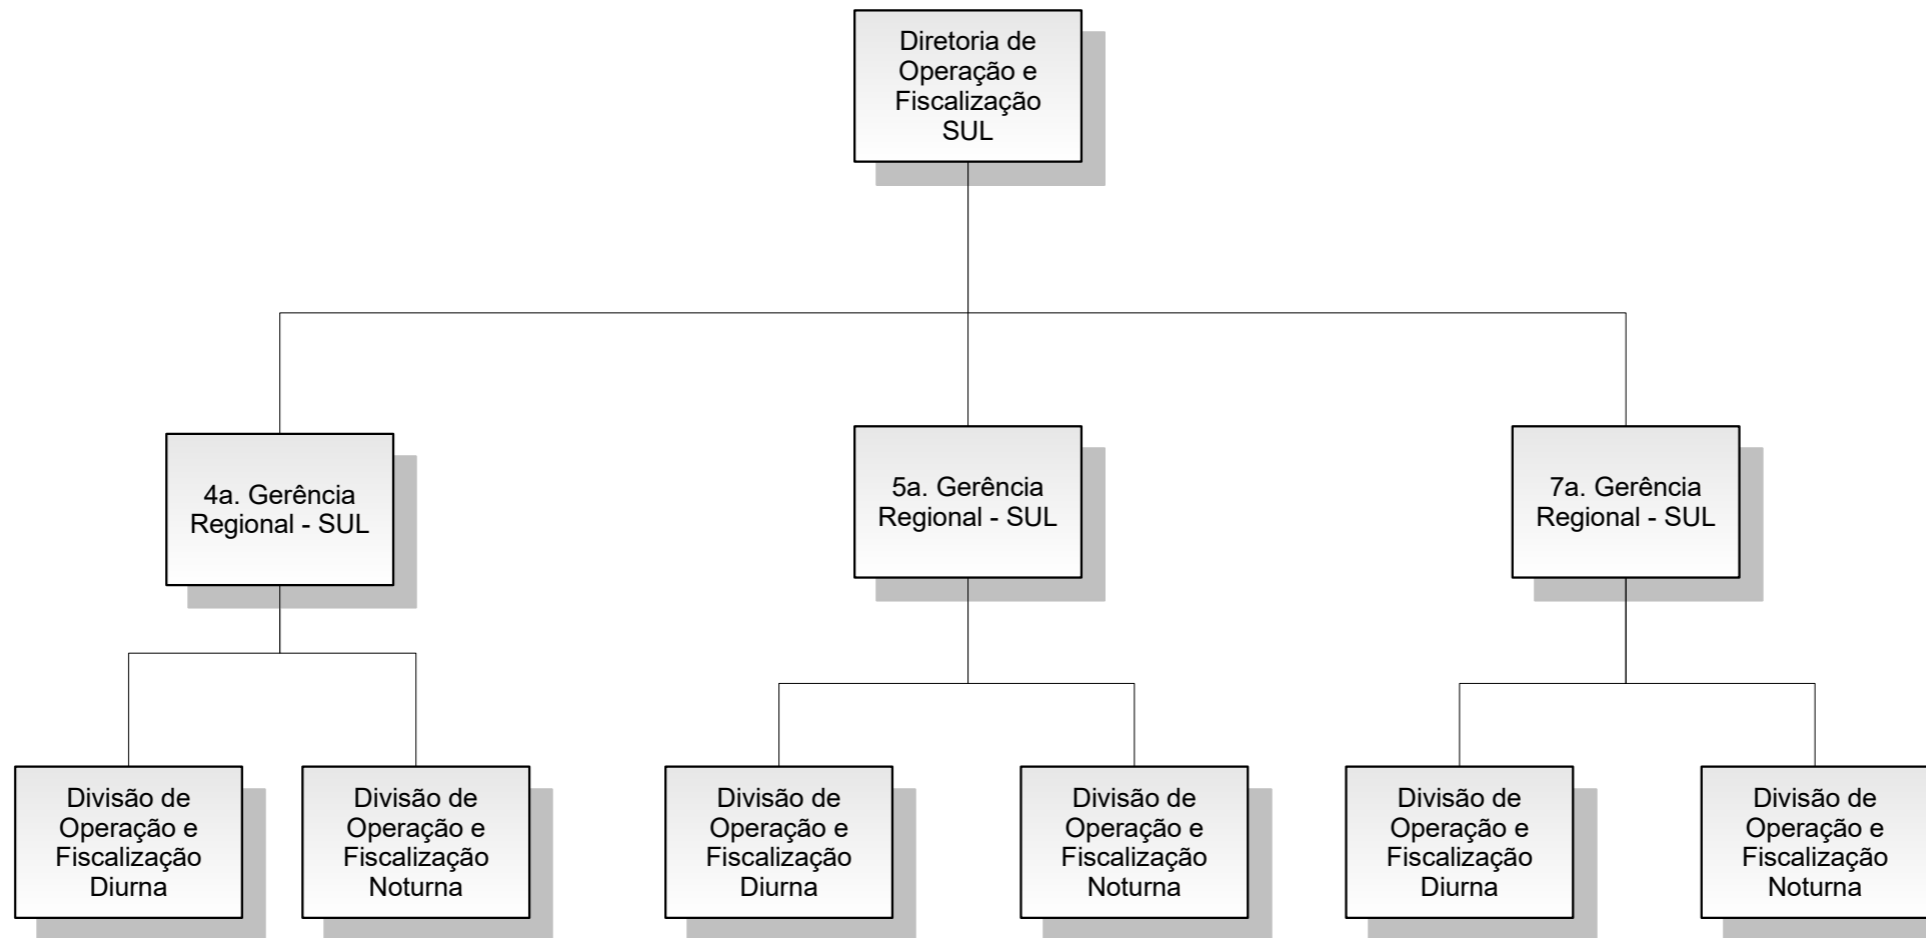 Diretoria de
Operação e
Fiscalização
SUL
4a. Gerência
Regional - SUL
5a. Gerência
Regional - SUL
7a. Gerência
Regional - SUL
Divisão de
Operação e
Fiscalização
Diurna
Divisão de
Operação e
Fiscalização
Noturna
Divisão de
Operação e
Fiscalização
Diurna
Divisão de
Operação e
Fiscalização
Noturna
Divisão de
Operação e
Fiscalização
Diurna
Divisão de
Operação e
Fiscalização
Noturna